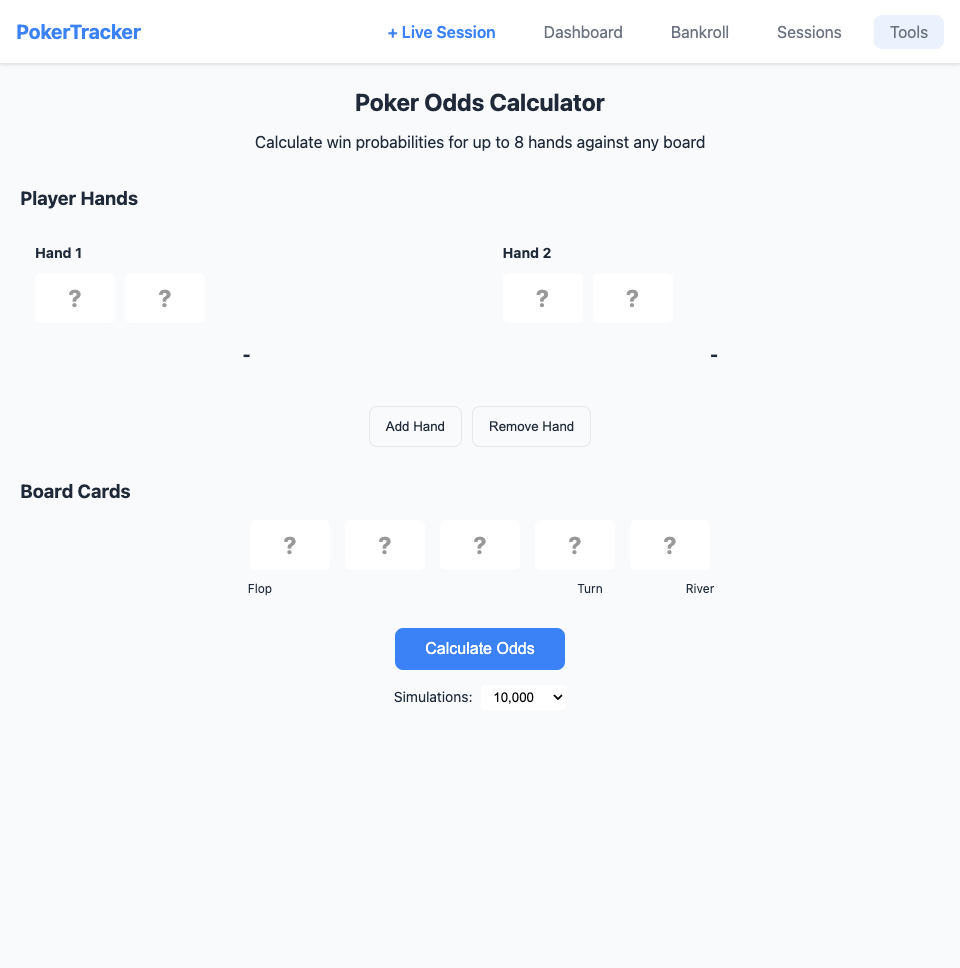 PokerTracker + Live Session Dashboard Bankroll Sessions Tools
Poker Odds Calculator
Calculate win probabilities for up to 8 hands against any board
Player Hands
Hand 1 Hand 2
? ? ? ?
- -
Add Hand Remove Hand
Board Cards
? ? ? ? ?
Flop Turn River
Calculate Odds
Simulations: 10,000